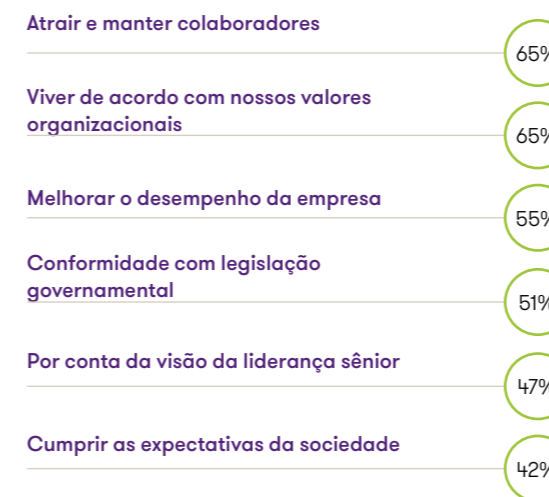 Atrair e manter colaboradores
65%
Viver de acordo com nossos valores
organizacionais
65%
Melhorar o desempenho da empresa
55%
Conformidade com legislação
governamental
51%
Por conta da visão da liderança sênior
47%
Cumprir as expectativas da sociedade
42%